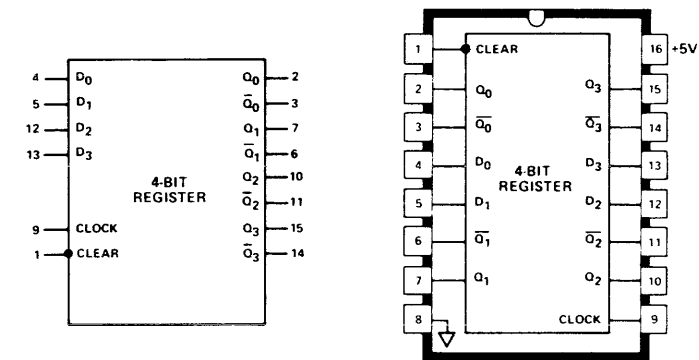 4 D0 Q0 2
5 D1 Q̅0 3
12 D2 Q1 7
13 D3 Q̅1 6
Q2 10
4-BIT
REGISTER
Q̅2 11
9 CLOCK Q3 15
1 CLEAR Q̅3 14
1 CLEAR 16 +5V
2 Q0 Q3 15
3 Q̅0 Q̅3 14
4 D0 D3 13
4-BIT
REGISTER
5 D1 D2 12
6 Q̅1 Q̅2 11
7 Q1 Q2 10
8 CLOCK 9